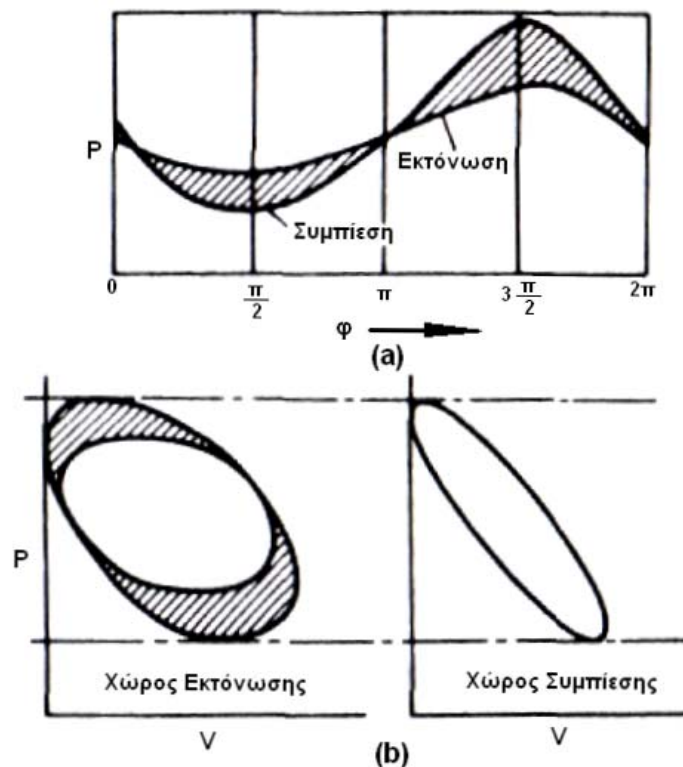 P
Εκτόνωση
Συμπίεση
0
π/2
π
3 π/2
2π
φ
(a)
P
Χώρος Εκτόνωσης
Χώρος Συμπίεσης
V
V
(b)